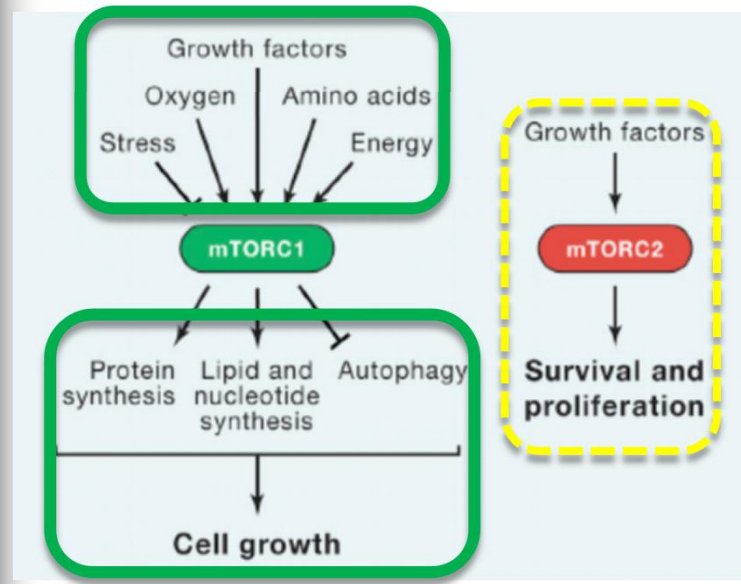 Growth factors
Oxygen
Amino acids
Stress
Energy
mTORC1
Protein synthesis
Lipid and nucleotide synthesis
Autophagy
Cell growth
Growth factors
mTORC2
Survival and
proliferation